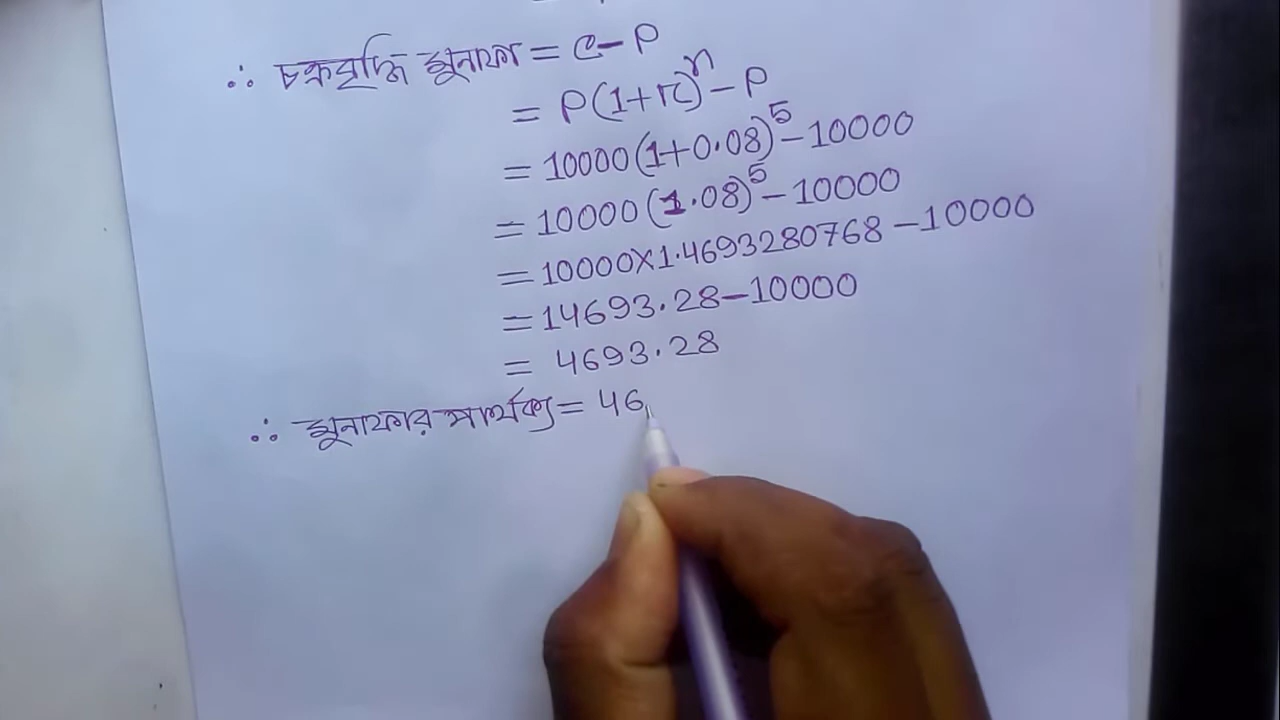 ∴ চক্রবৃদ্ধি মুনাফা = C − P
= P(1+r)ⁿ − P
= 10000(1+0.08)⁵ − 10000
= 10000(1.08)⁵ − 10000
= 10000×1.4693280768 − 10000
= 14693.28 − 10000
= 4693.28
∴ মুনাফার পার্থক্য = 46